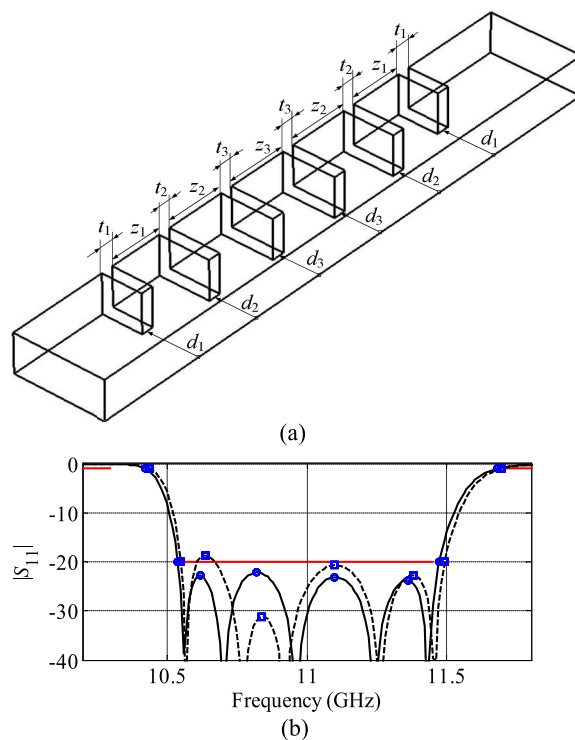 t1
z1
t2
z2
t3
z3
t3
z2
t2
z1
t1
d1
d2
d3
d3
d2
d1
(a)
0
-10
-20
-30
-40
|S11|
10.5 11 11.5
Frequency (GHz)
(b)